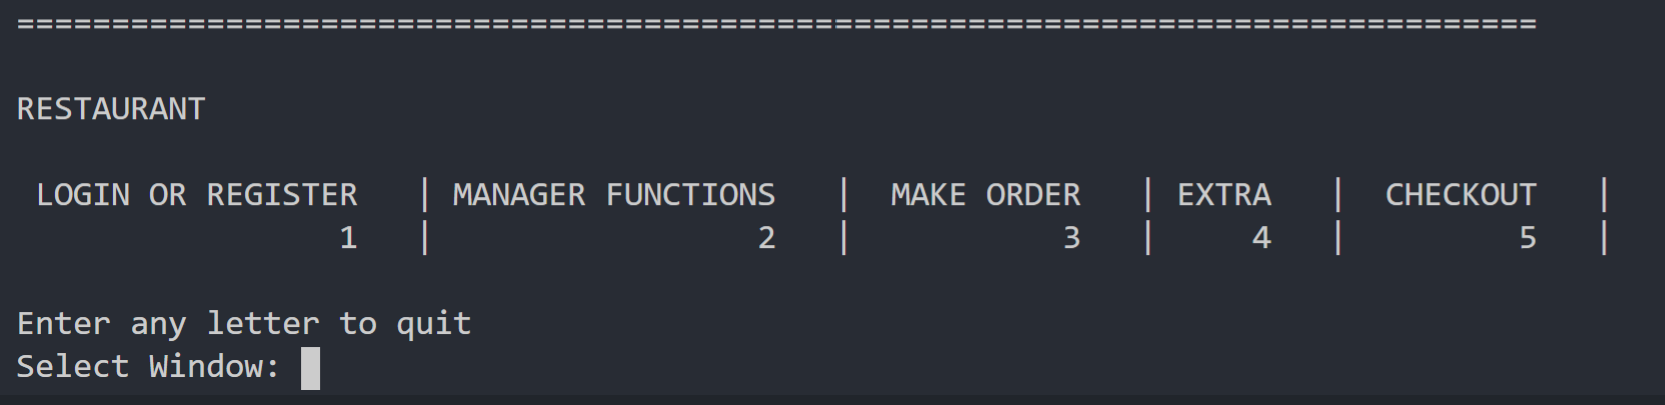 ================================================================================
RESTAURANT
LOGIN OR REGISTER | MANAGER FUNCTIONS | MAKE ORDER | EXTRA | CHECKOUT |
1 | 2 | 3 | 4 | 5 |
Enter any letter to quit
Select Window: